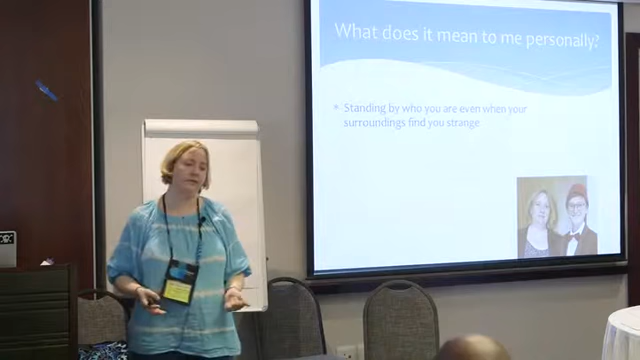 What does it mean to me personally?
Standing by who you are even when your
surroundings find you strange